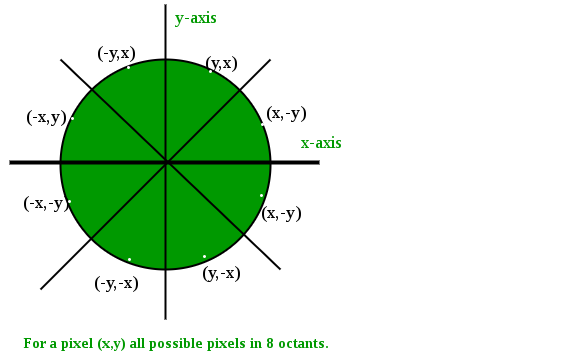 y-axis
(-y,x)
(y,x)
(-x,y)
(x,-y)
x-axis
(-x,-y)
(x,-y)
(-y,-x)
(y,-x)
For a pixel (x,y) all possible pixels in 8 octants.